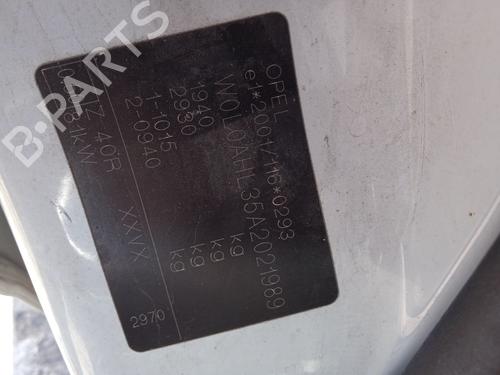 OPEL
e1*2001/116*0293
W0L0AHL35A2021989
1940 kg
2930 kg
1-1015 kg
2-0940 kg
Z 40R XXVX
2970
B-PARTS